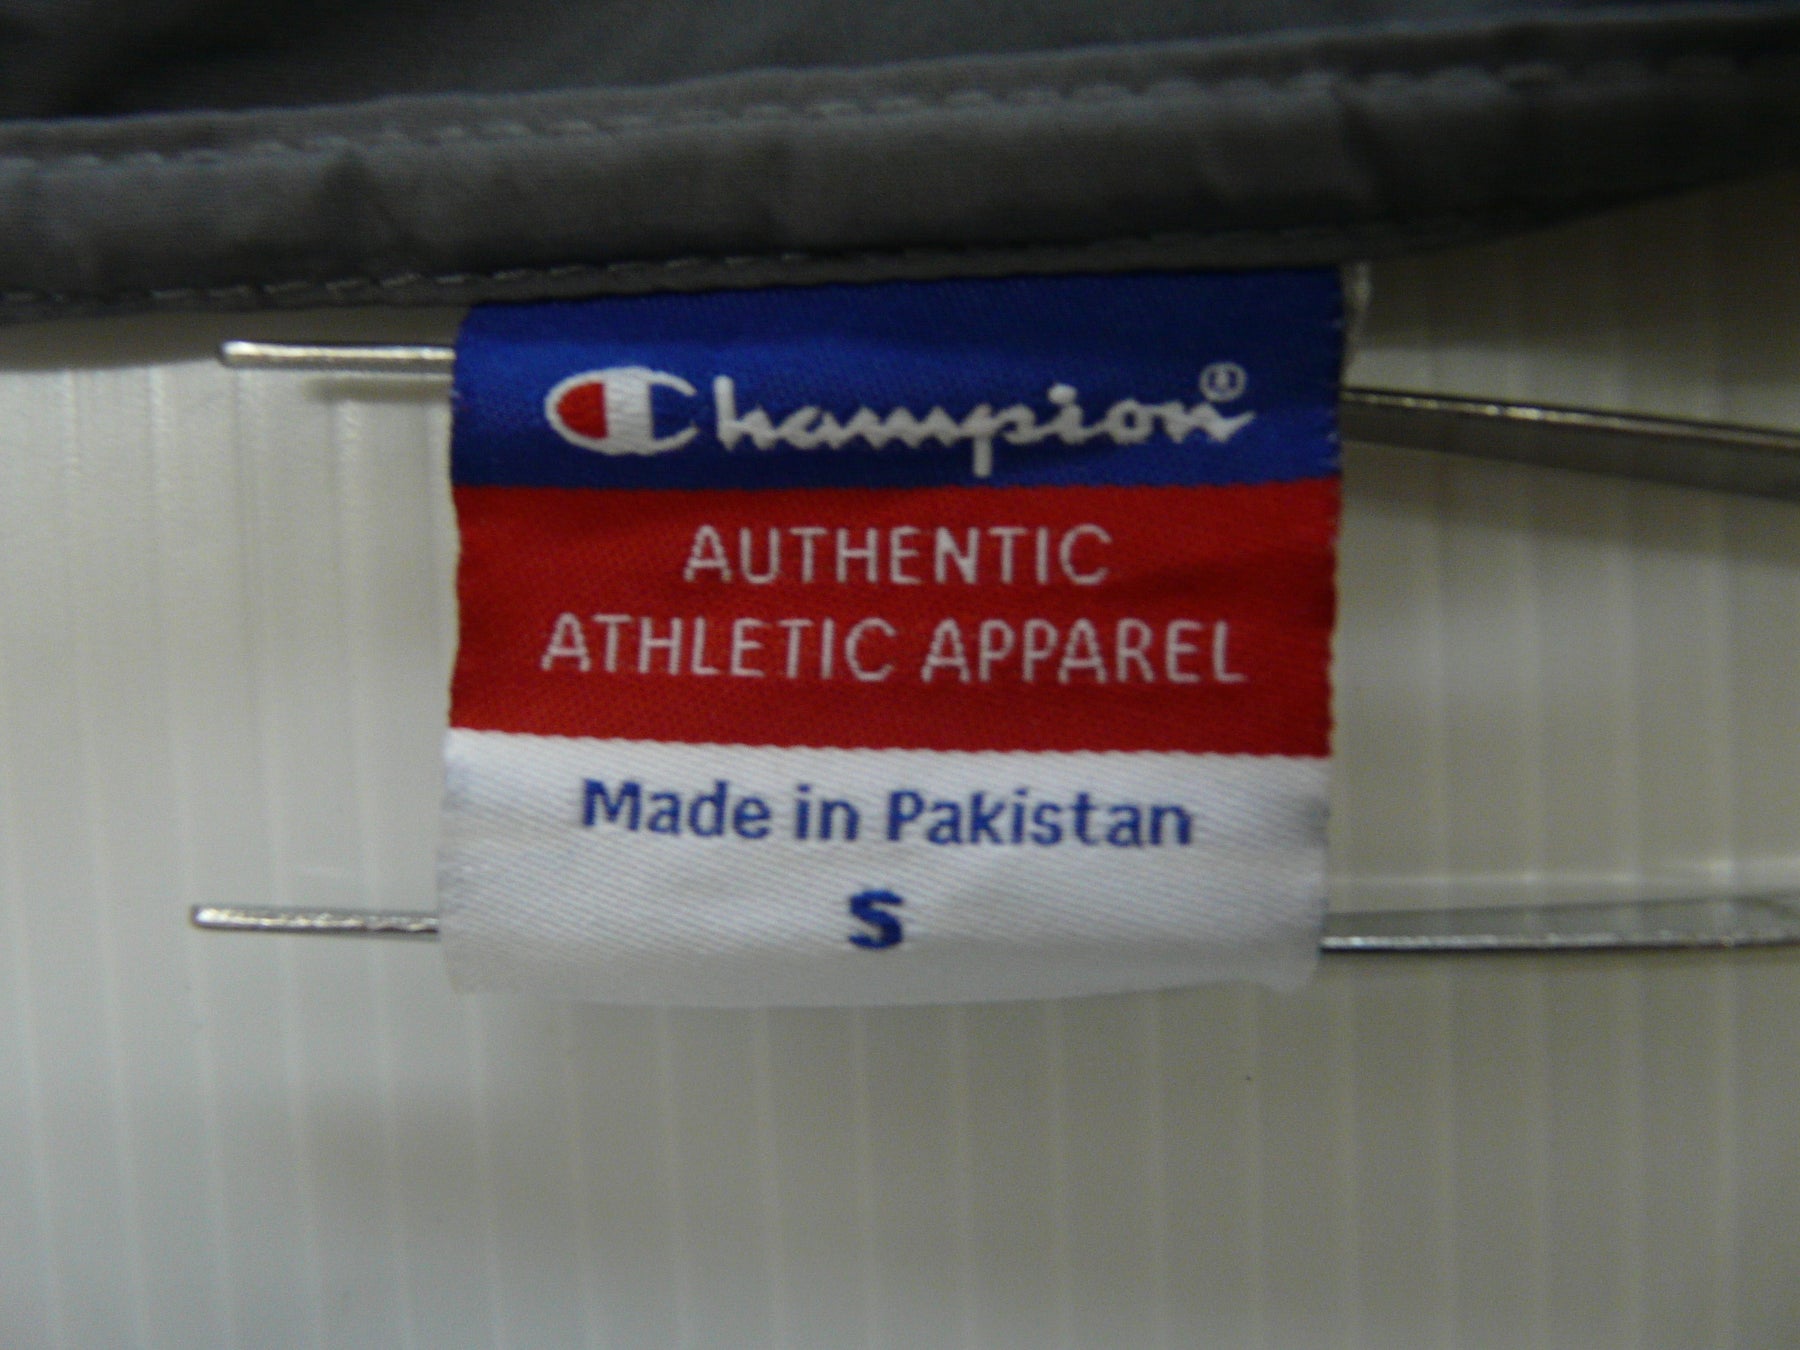 Champion®
AUTHENTIC
ATHLETIC APPAREL
Made in Pakistan
S